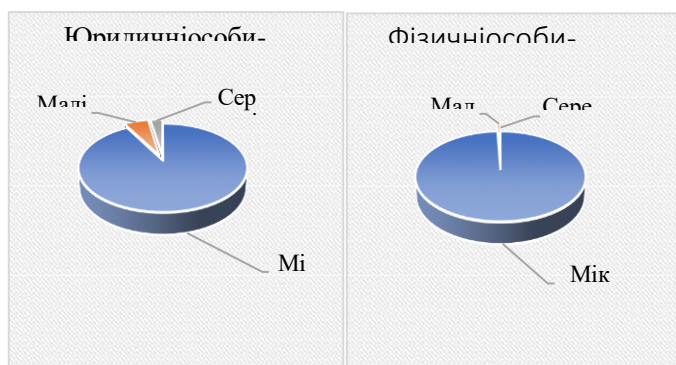 Юридичніособи-
Малі
Сер
Мі
Фізичніособи-
Мал
Сере
Мік